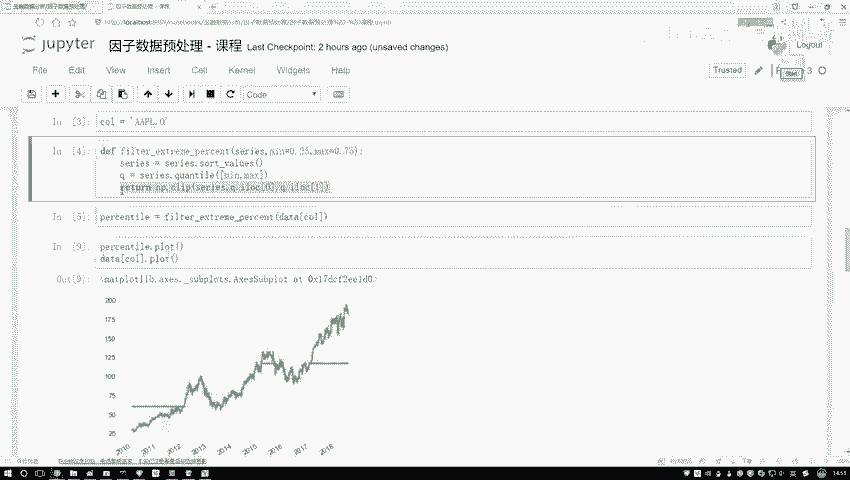 jupyter 因子数据预处理 - 课程 Last Checkpoint: 2 hours ago (unsaved changes)
Logout
File Edit View Insert Cell Kernel Widgets Help
Trusted
3
Code
In [3]: col = 'AAPL.O'
In [4]: def filter_extreme_percent(series,min=0.25,max=0.75):
series = series.sort_values()
q = series.quantile([min,max])
return np.clip(series,q.iloc[0],q.iloc[1])
In [5]: percentile = filter_extreme_percent(data[col])
In [9]: percentile.plot()
data[col].plot()
Out[9]: <matplotlib.axes._subplots.AxesSubplot at
200
175
150
125
100
75
50
25
2010 2011 2012 2013 2014 2015 2016 2017 2018